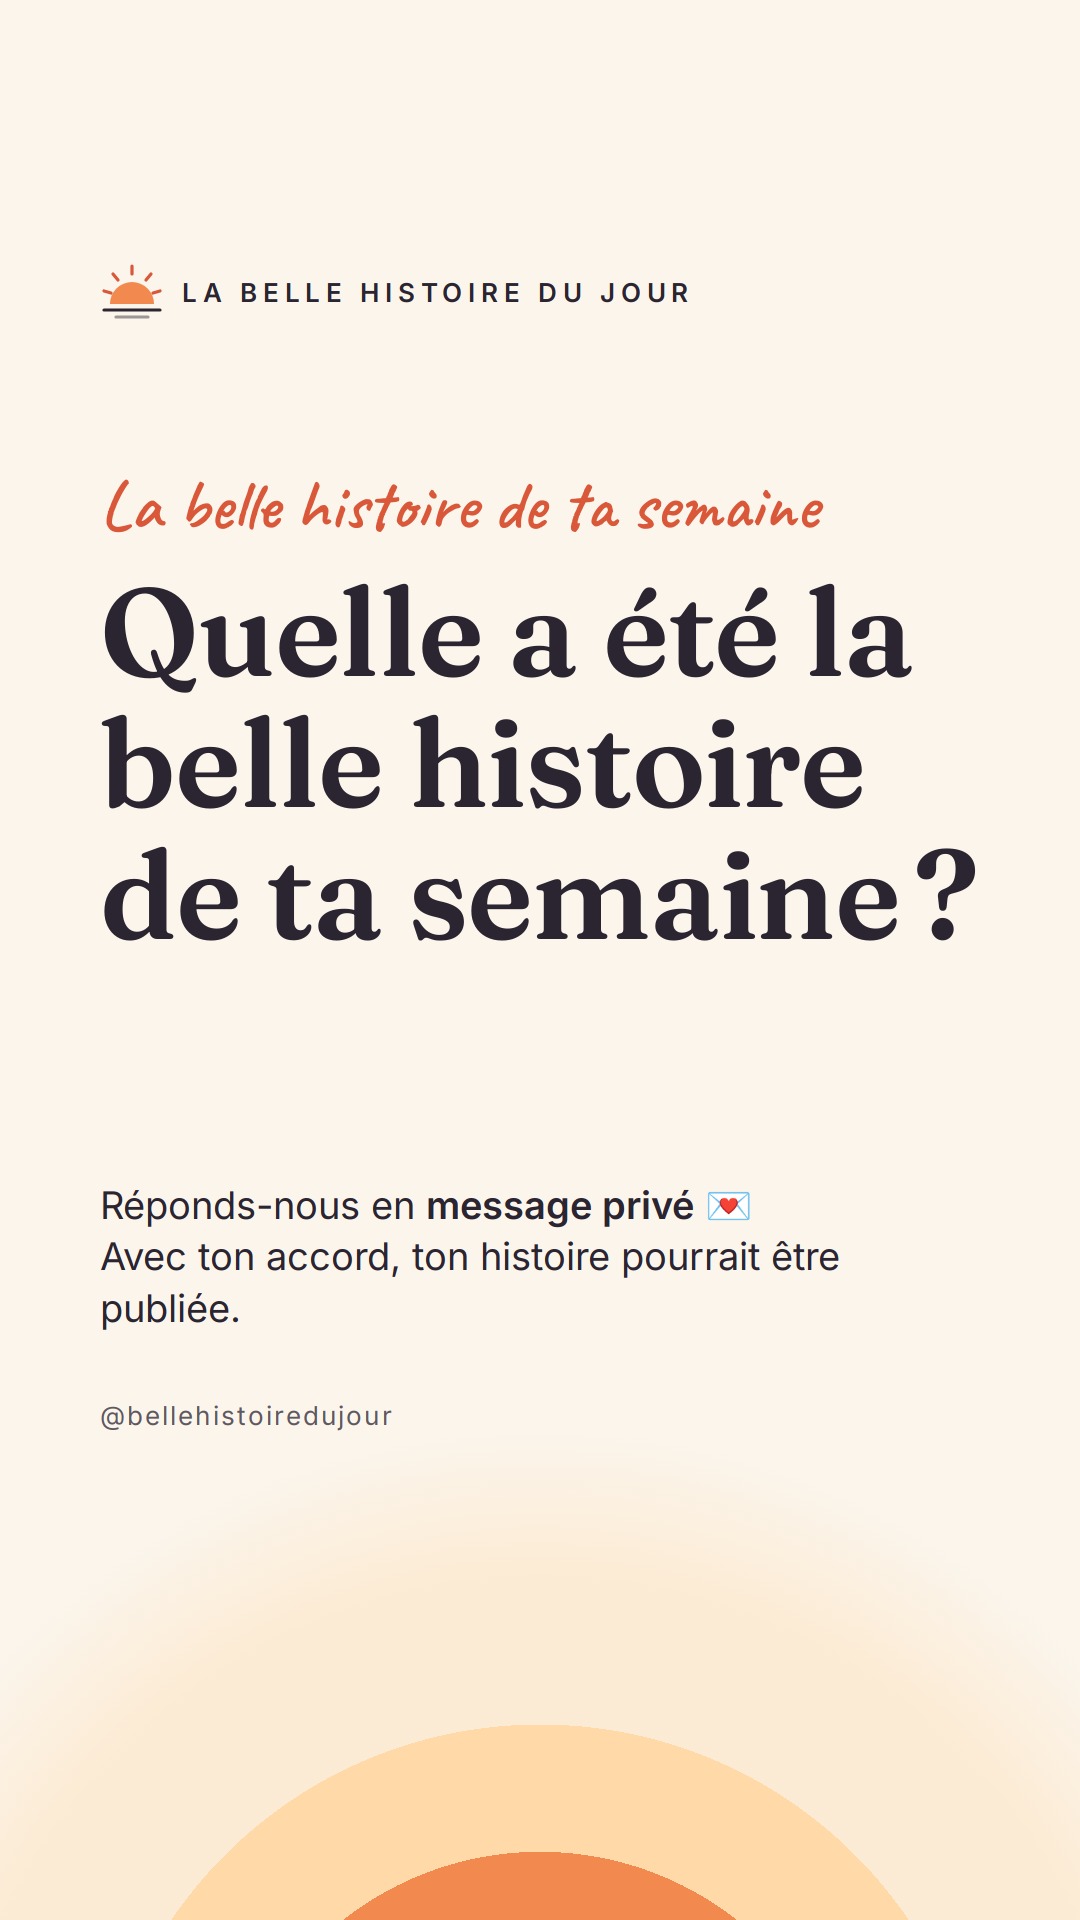 LA BELLE HISTOIRE DU JOUR
La belle histoire de ta semaine
Quelle a été la
belle histoire
de ta semaine ?
Réponds-nous en message privé 💌
Avec ton accord, ton histoire pourrait être
publiée.
@bellehistoiredujour